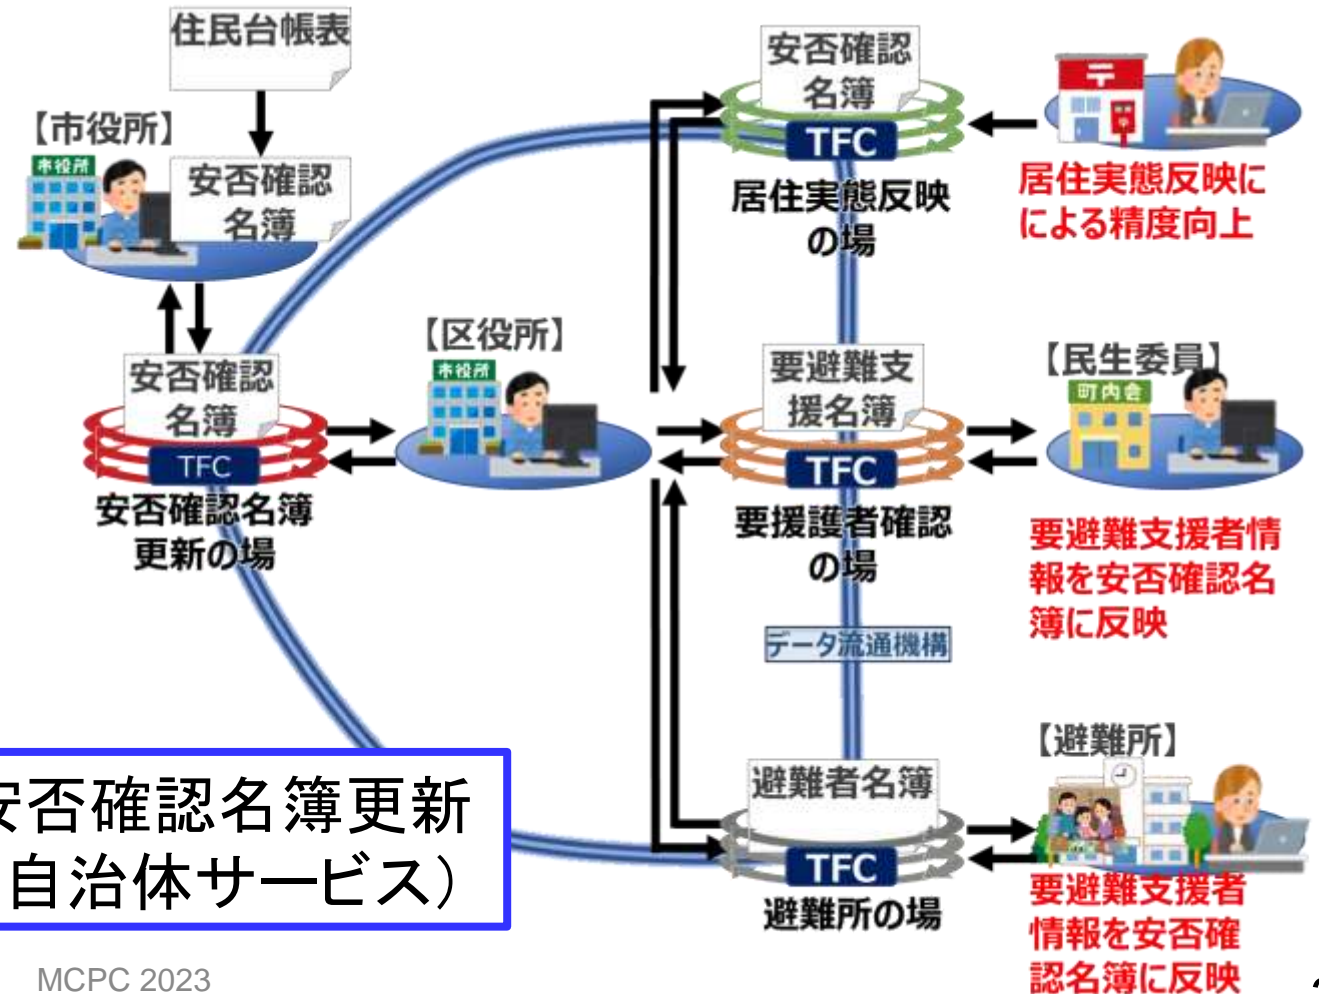 住民台帳表
【市役所】
市役所
安否確認
名簿
安否確認
名簿
TFC
安否確認名簿
更新の場
【区役所】
市役所
安否確認
名簿
TFC
居住実態反映
の場
〒
居住実態反映に
による精度向上
要避難支
援名簿
TFC
要援護者確認
の場
【民生委員】
町内会
要避難支援者情
報を安否確認名
簿に反映
データ流通機構
避難者名簿
TFC
避難所の場
【避難所】
要避難支援者
情報を安否確
認名簿に反映
安否確認名簿更新
自治体サービス）
MCPC 2023